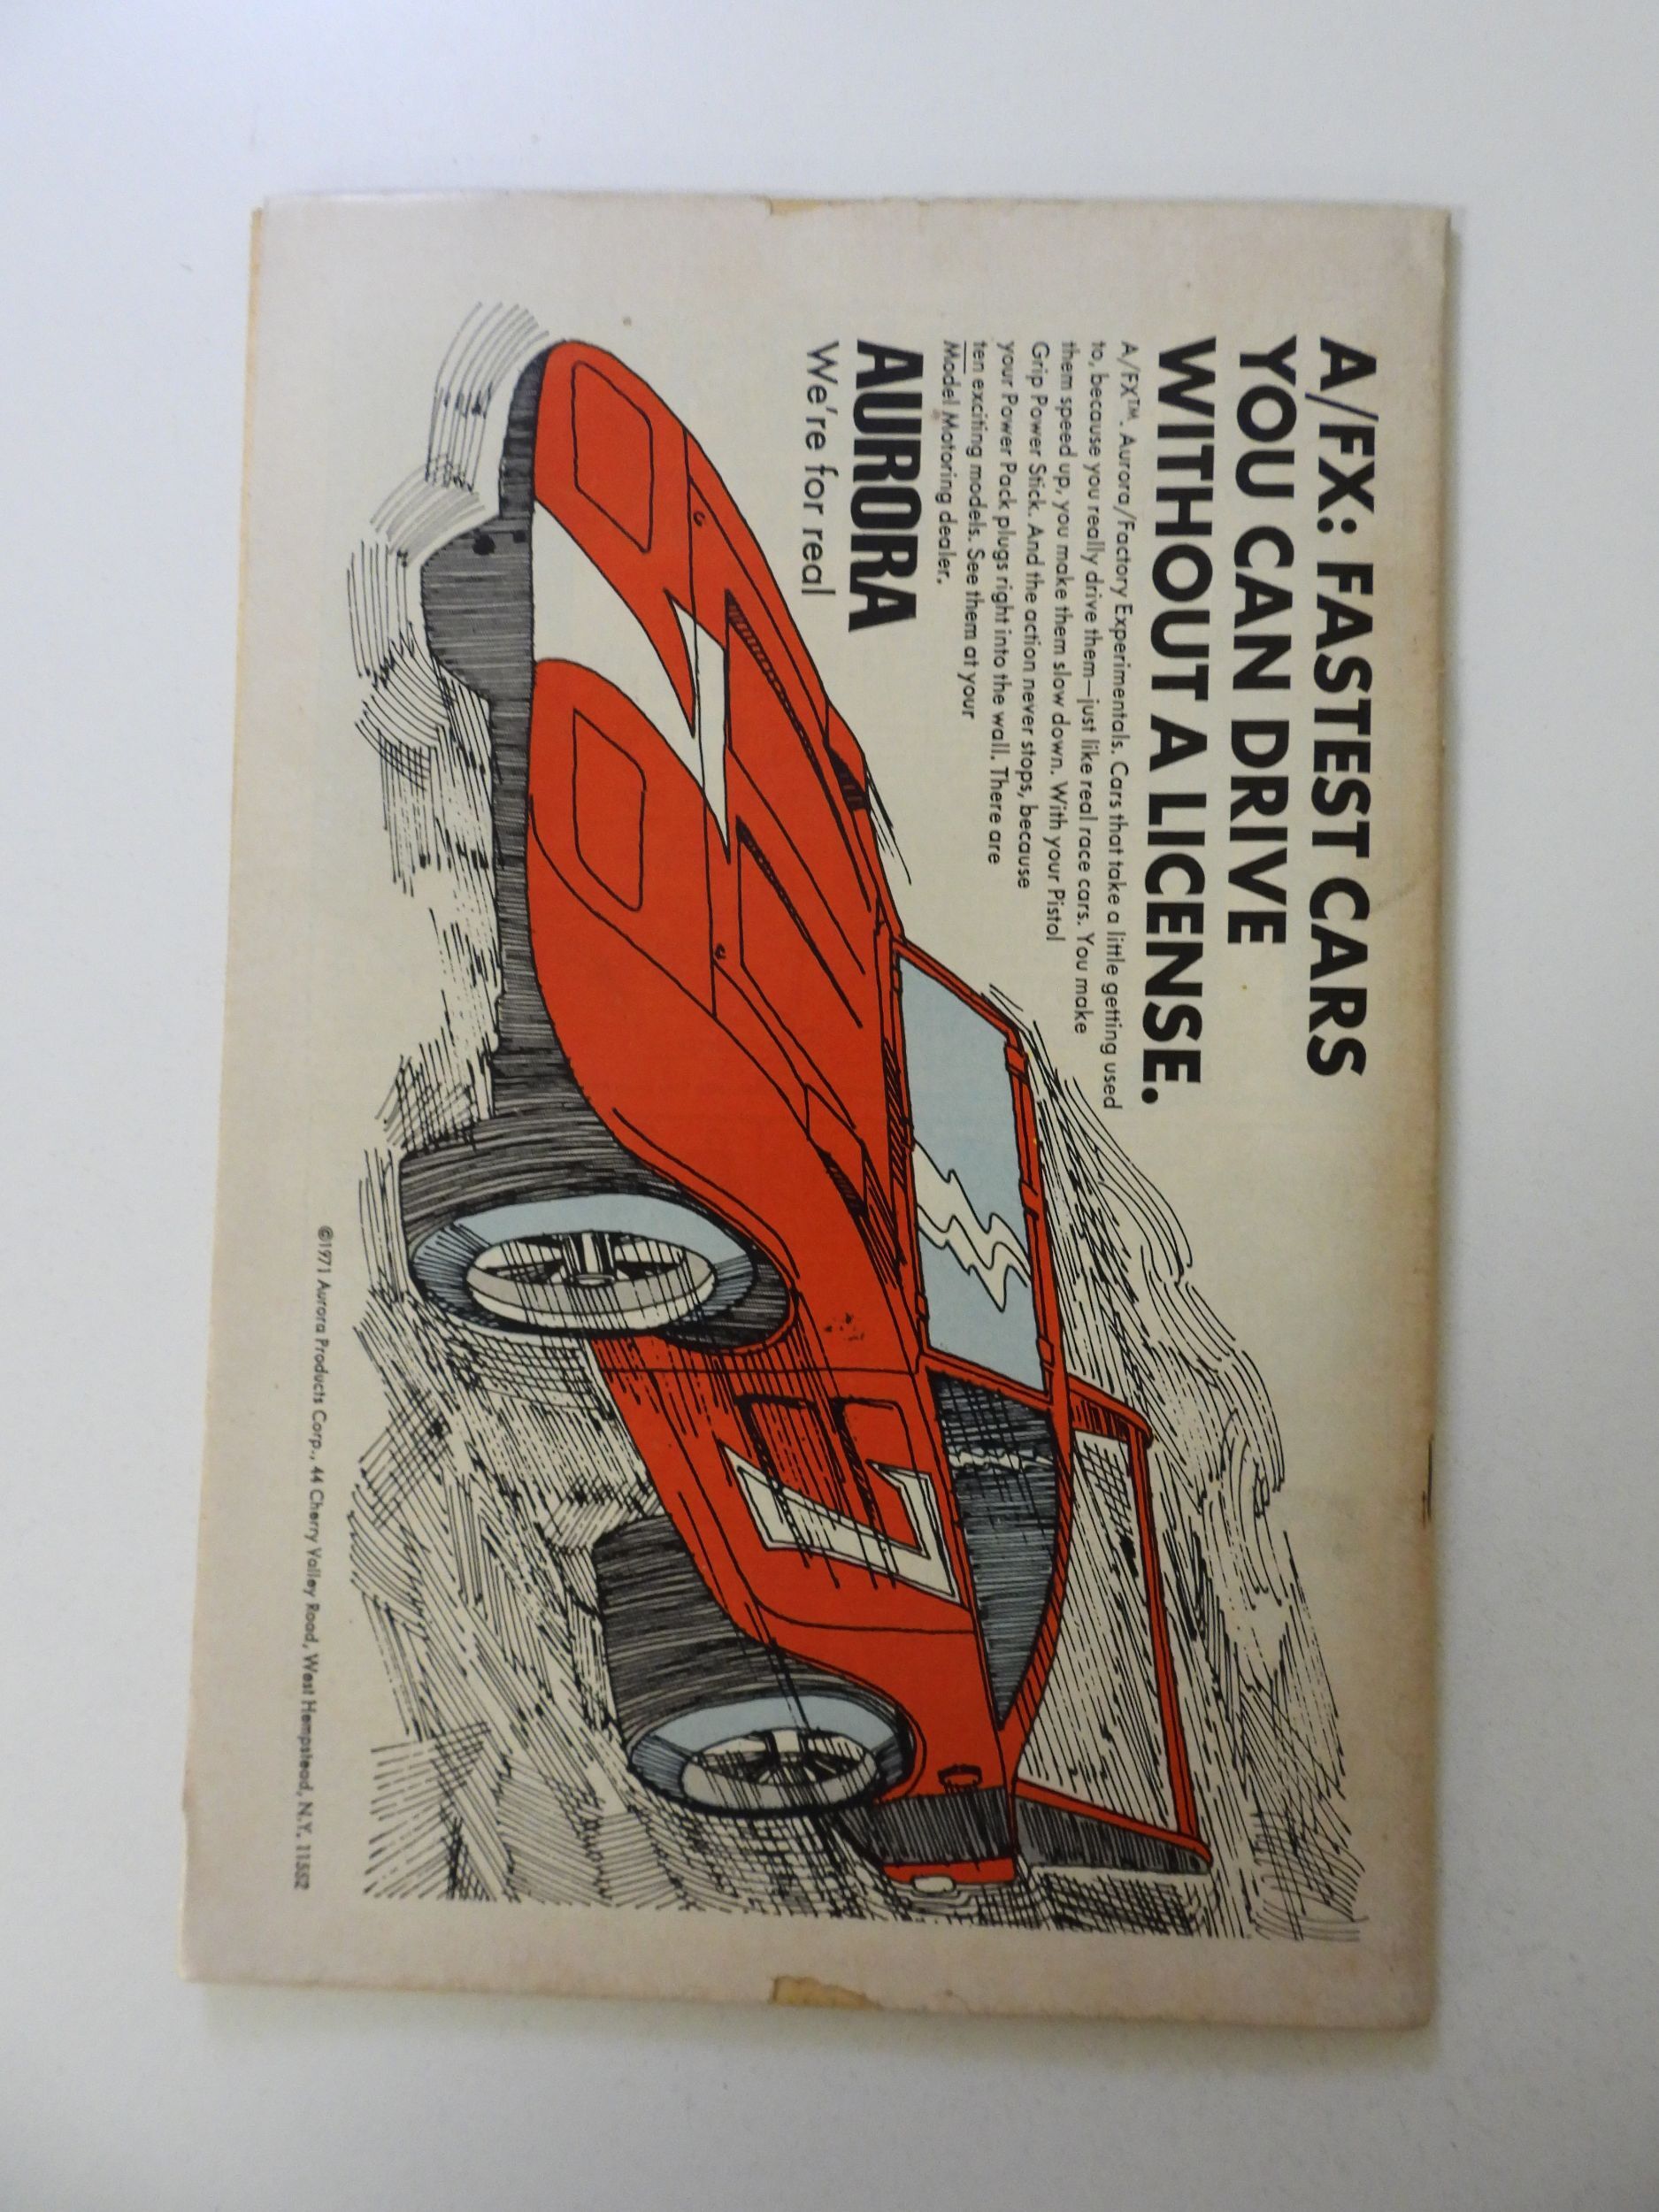 A/FX: FASTEST CARS
YOU CAN DRIVE
WITHOUT A LICENSE.
A/FX™. Aurora/Factory Experimentals. Cars that take a little getting used
to, because you really drive them—just like real race cars. You make
them speed up, you make them slow down. With your Pistol
Grip Power Stick. And the action never stops, because
your Power Pack plugs right into the wall. There are
ten exciting models. See them at your
Model Motoring dealer.
AURORA
We're for real
7
7
©1971 Aurora Products Corp., 44 Cherry Valley Road, West Hempstead, N.Y. 11552